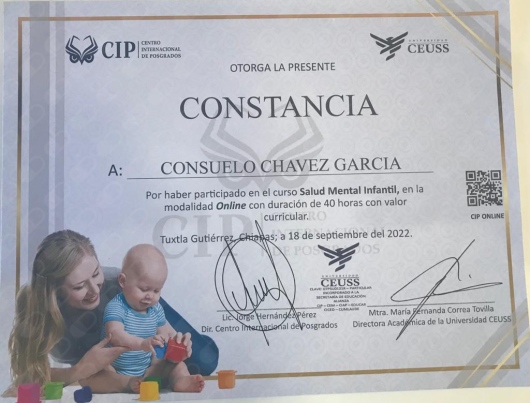 CIP CENTRO INTERNACIONAL DE POSGRADOS
UNIVERSIDAD CEUSS
OTORGA LA PRESENTE
CONSTANCIA
A: CONSUELO CHAVEZ GARCIA
Por haber participado en el curso Salud Mental Infantil, en la
modalidad Online con duración de 40 horas con valor
curricular.
CIP ONLINE
Tuxtla Gutiérrez, Chiapas; a 18 de septiembre del 2022.
UNIVERSIDAD
CEUSS
Lic. Jorge Hernández Pérez
Dir. Centro Internacional de Posgrados
Mtra. Maria Fernanda Correa Tovilla
Directora Académica de la Universidad CEUSS